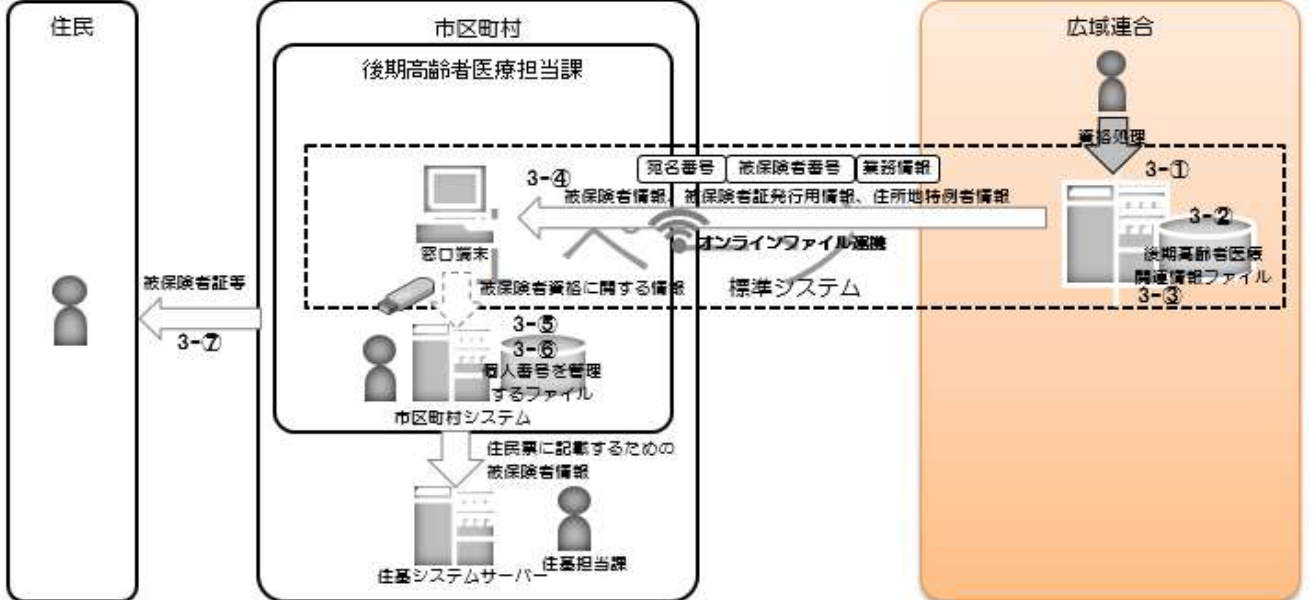 住民
市区町村
広域連合
後期高齢者医療担当課
資格処理
宛名番号 被保険者番号 業務情報
3-①
3-④
被保険者情報、被保険者証発行用情報、住所地特例者情報
3-②
オンラインファイル連携
窓口端末
後期高齢者医療
関連情報ファイル
被保険者証等
被保険者資格に関する情報
標準システム
3-③
3-⑤
3-⑦
3-⑥
個人番号を管理
するファイル
市区町村システム
住民票に記載するための
被保険者情報
住基システムサーバー
住基担当課